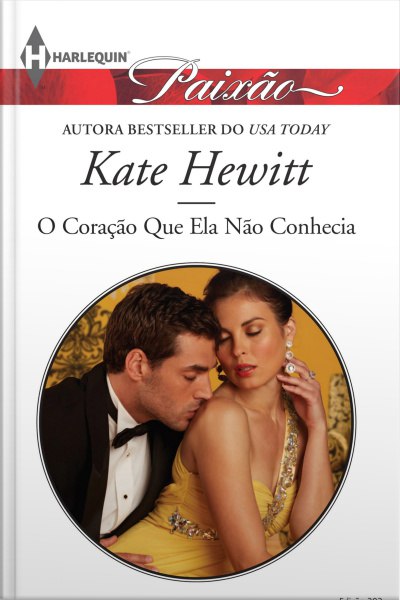 HARLEQUIN®
Paixão
AUTORA BESTSELLER DO USA TODAY
Kate Hewitt
O Coração Que Ela Não Conhecia